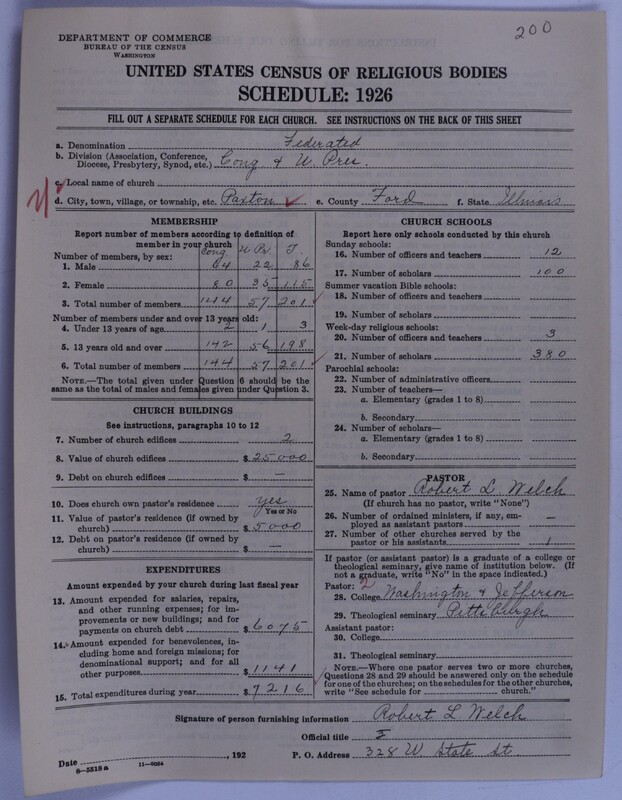 200
DEPARTMENT OF COMMERCE
BUREAU OF THE CENSUS
WASHINGTON
UNITED STATES CENSUS OF RELIGIOUS BODIES
SCHEDULE: 1926
FILL OUT A SEPARATE SCHEDULE FOR EACH CHURCH. SEE INSTRUCTIONS ON THE BACK OF THIS SHEET
a. Denomination Federated
b. Division (Association, Conference, Diocese, Presbytery, Synod, etc.) Cong & U. Pres.
c. Local name of church
d. City, town, village, or township, etc. Paxton e. County Ford f. State Illinois
MEMBERSHIP
Report number of members according to definition of member in your church
Number of members, by sex: Cong U. Pr. T.
1. Male 64 22 86
2. Female 80 35 115
3. Total number of members 144 57 201
Number of members under and over 13 years old:
4. Under 13 years of age 2 1 3
5. 13 years old and over 142 56 198
6. Total number of members 144 57 201
NOTE.—The total given under Question 6 should be the same as the total of males and females given under Question 3.
CHURCH BUILDINGS
See instructions, paragraphs 10 to 12
7. Number of church edifices 2
8. Value of church edifices $ 25000
9. Debt on church edifices $ —
10. Does church own pastor's residence yes
Yes or No
11. Value of pastor's residence (if owned by church) $ 5000
12. Debt on pastor's residence (if owned by church) $ —
EXPENDITURES
Amount expended by your church during last fiscal year
13. Amount expended for salaries, repairs, and other running expenses; for improvements or new buildings; and for payments on church debt $ 6075
14. Amount expended for benevolences, including home and foreign missions; for denominational support; and for all other purposes $ 1141
15. Total expenditures during year $ 7216
CHURCH SCHOOLS
Report here only schools conducted by this church
Sunday schools:
16. Number of officers and teachers 12
17. Number of scholars 100
Summer vacation Bible schools:
18. Number of officers and teachers
19. Number of scholars
Week-day religious schools:
20. Number of officers and teachers 3
21. Number of scholars 380
Parochial schools:
22. Number of administrative officers
23. Number of teachers—
a. Elementary (grades 1 to 8)
b. Secondary
24. Number of scholars—
a. Elementary (grades 1 to 8)
b. Secondary
PASTOR
25. Name of pastor Robert L. Welch
(If church has no pastor, write "None")
26. Number of ordained ministers, if any, employed as assistant pastors —
27. Number of other churches served by the pastor or his assistants 1
If pastor (or assistant pastor) is a graduate of a college or theological seminary, give name of institution below. (If not a graduate, write "No" in the space indicated.)
Pastor: 2
28. College Washington & Jefferson
29. Theological seminary Pittsburgh
Assistant pastor:
30. College
31. Theological seminary
NOTE.—Where one pastor serves two or more churches, Questions 28 and 29 should be answered only on the schedule for one of the churches; on the schedules for the other churches, write "See schedule for church."
Signature of person furnishing information Robert L Welch
Official title
Date , 192 P. O. Address 328 W. State St.
8-5518a 11-9054